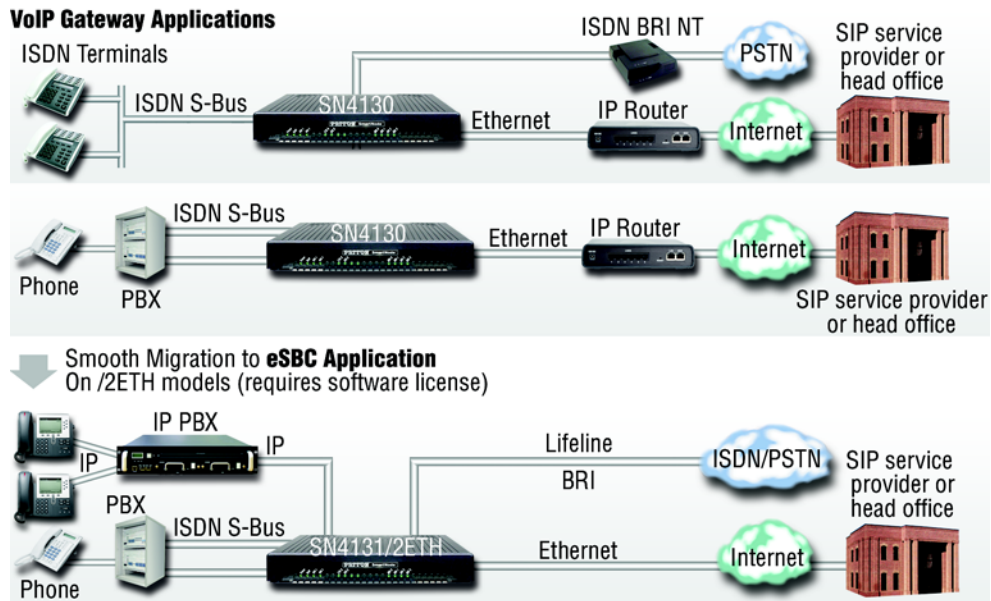 VoIP Gateway Applications
ISDN Terminals
ISDN S-Bus
SN4130
PATTON
ISDN BRI NT
PSTN
SIP service
provider or
head office
Ethernet
IP Router
Internet
Phone
PBX
ISDN S-Bus
SN4130
PATTON
Ethernet
IP Router
Internet
SIP service provider
or head office
Smooth Migration to eSBC Application
On /2ETH models (requires software license)
IP
IP PBX
IP
Lifeline
BRI
ISDN/PSTN
SIP service
provider or
head office
Phone
PBX
ISDN S-Bus
SN4131/2ETH
PATTON
Ethernet
Internet